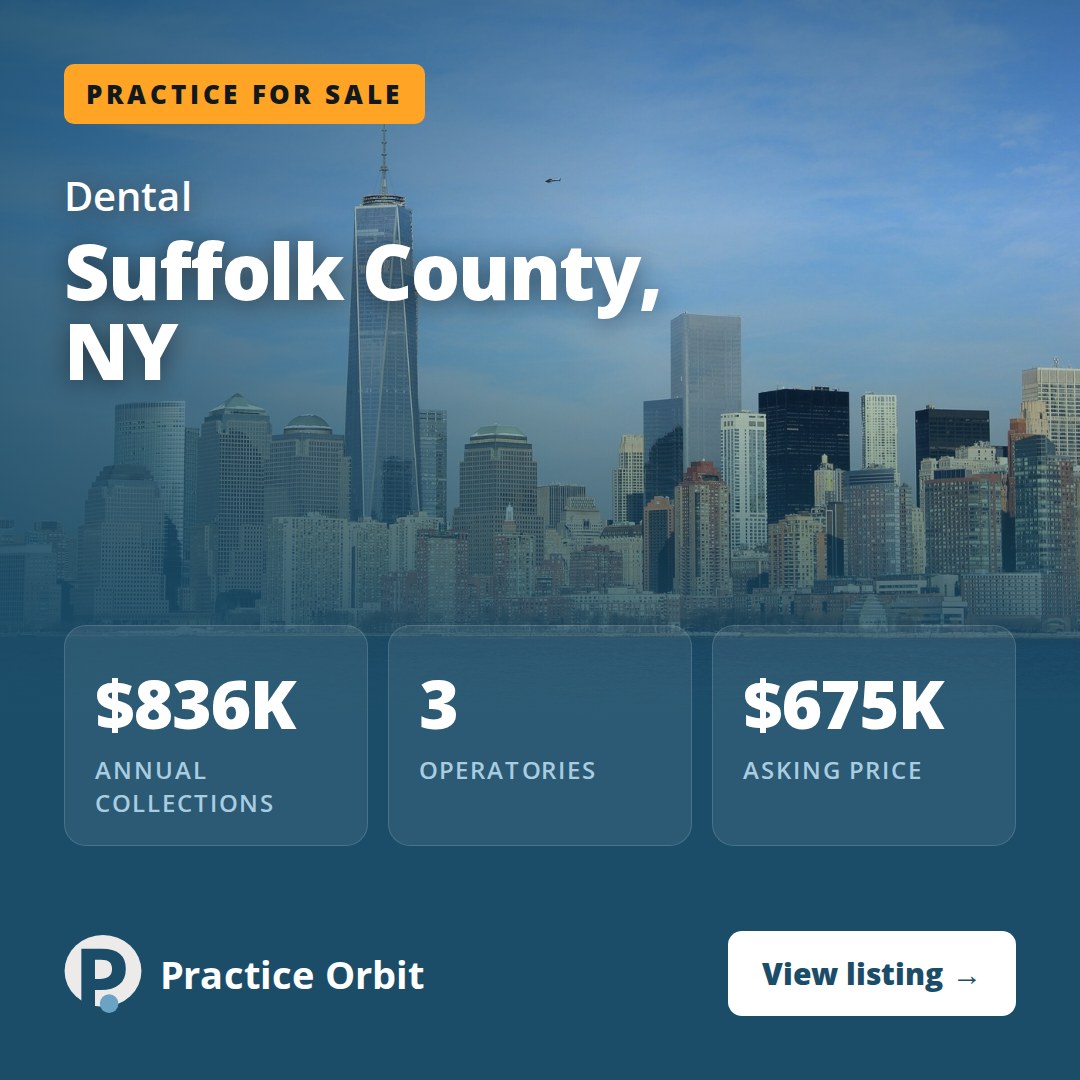 PRACTICE FOR SALE
Dental
Suffolk County,
NY
$836K
ANNUAL
COLLECTIONS
3
OPERATORIES
$675K
ASKING PRICE
P
Practice Orbit
View listing →